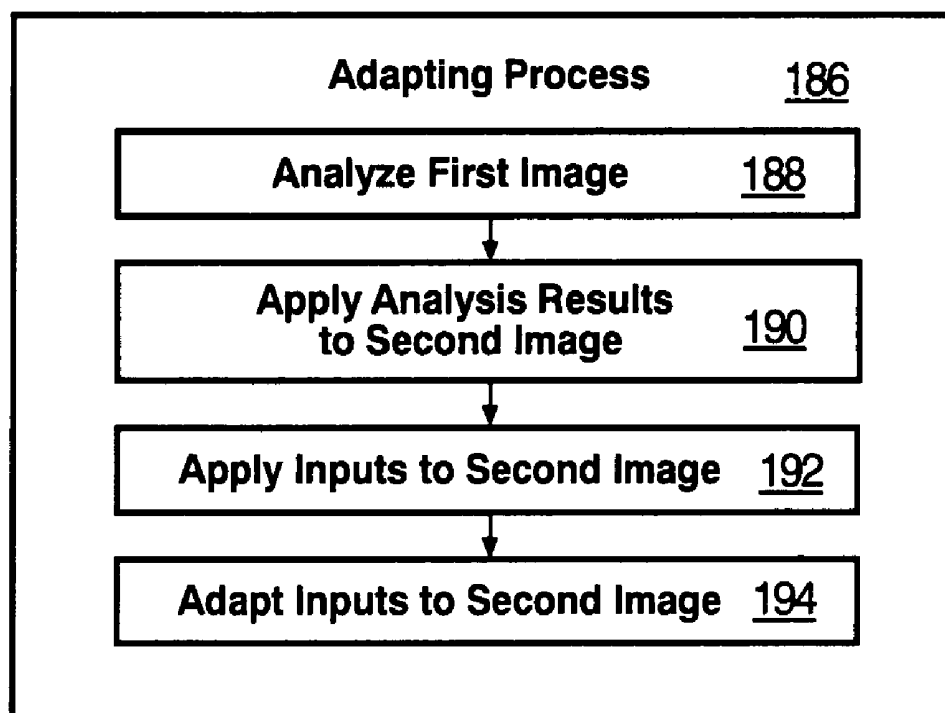 Adapting Process 186
Analyze First Image 188
Apply Analysis Results
to Second Image 190
Apply Inputs to Second Image 192
Adapt Inputs to Second Image 194